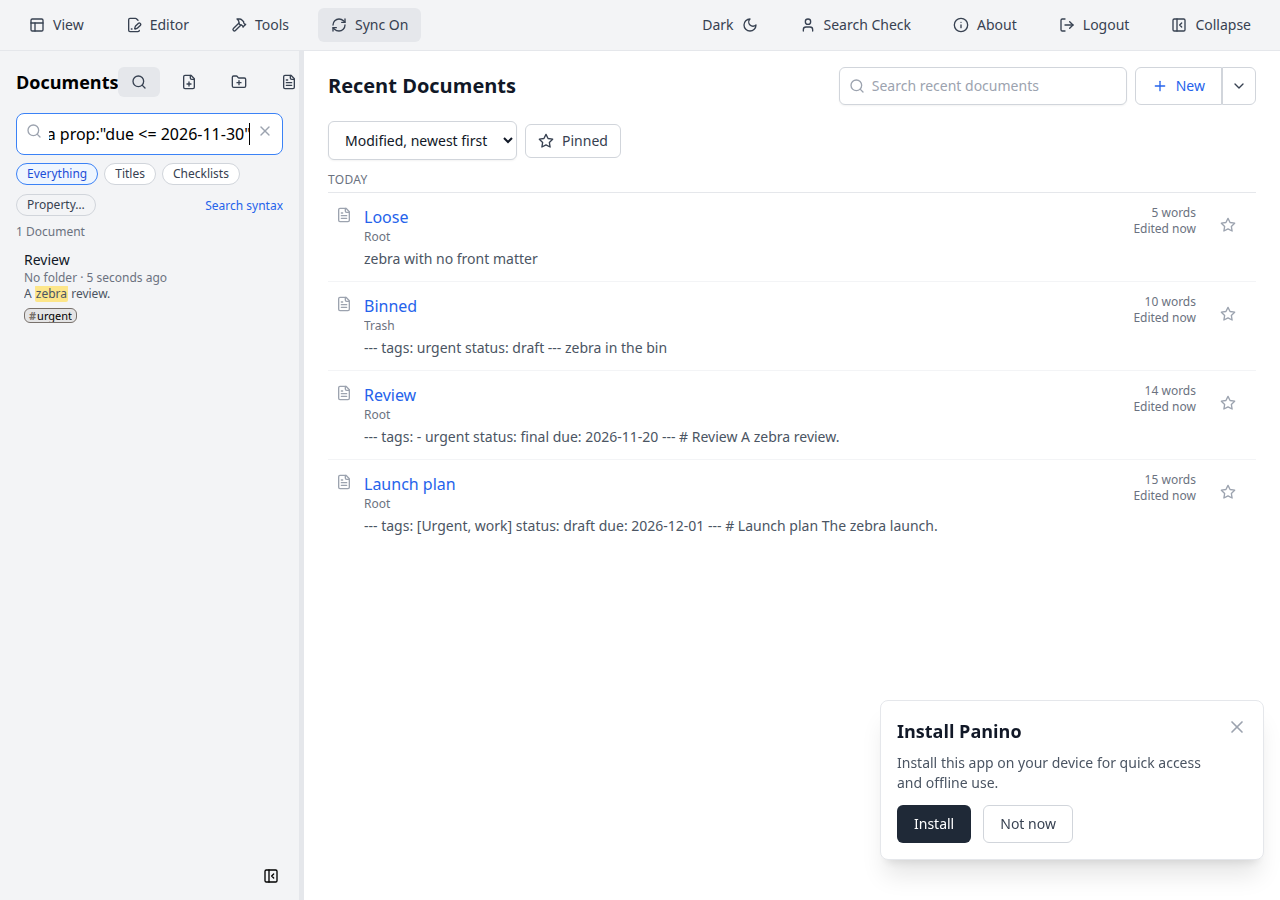 View
Editor
Tools
Sync On
Dark
Search Check
About
Logout
Collapse
Documents
a prop:"due <= 2026-11-30"
Everything
Titles
Checklists
Property...
Search syntax
1 Document
Review
No folder · 5 seconds ago
A zebra review.
#urgent
Recent Documents
Search recent documents
New
Modified, newest first
Pinned
TODAY
Loose
Root
zebra with no front matter
5 words
Edited now
Binned
Trash
--- tags: urgent status: draft --- zebra in the bin
10 words
Edited now
Review
Root
--- tags: - urgent status: final due: 2026-11-20 --- # Review A zebra review.
14 words
Edited now
Launch plan
Root
--- tags: [Urgent, work] status: draft due: 2026-12-01 --- # Launch plan The zebra launch.
15 words
Edited now
Install Panino
Install this app on your device for quick access
and offline use.
Install
Not now